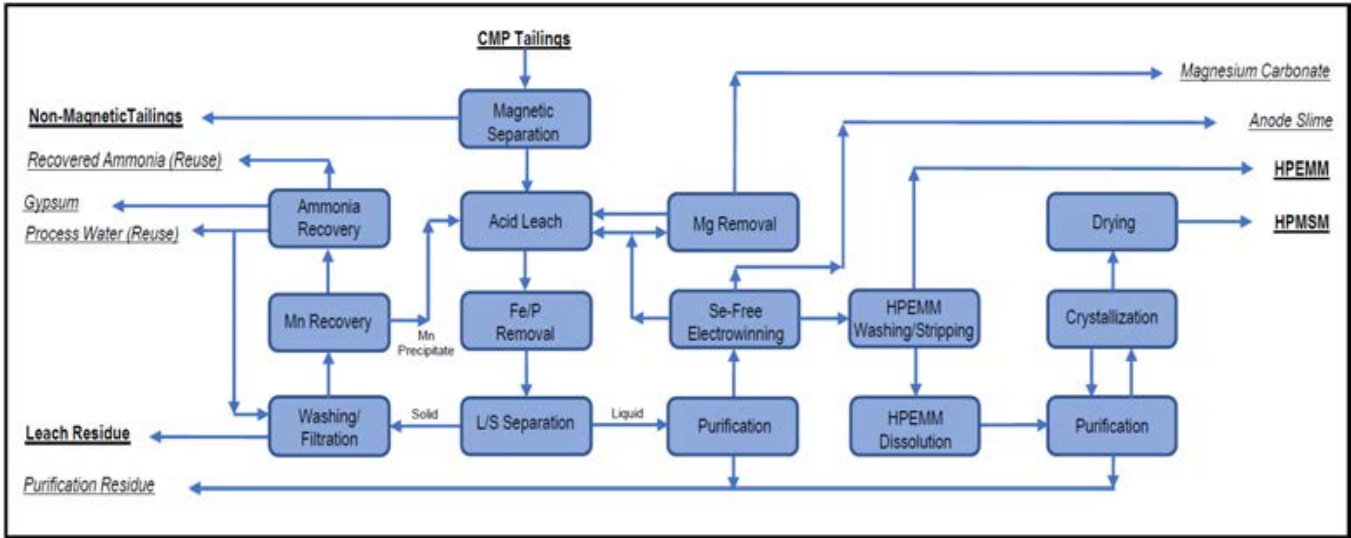 CMP Tailings
Magnesium Carbonate
Magnetic
Separation
Non-MagneticTailings
Anode Slime
Recovered Ammonia (Reuse)
HPEMM
Gypsum
Ammonia
Recovery
Acid Leach
Mg Removal
Drying
HPMSM
Process Water (Reuse)
Mn Recovery
Mn
Precipitate
Fe/P
Removal
Se-Free
Electrowinning
HPEMM
Washing/Stripping
Crystallization
Washing/
Filtration
Solid
L/S Separation
Liquid
Purification
HPEMM
Dissolution
Purification
Leach Residue
Purification Residue